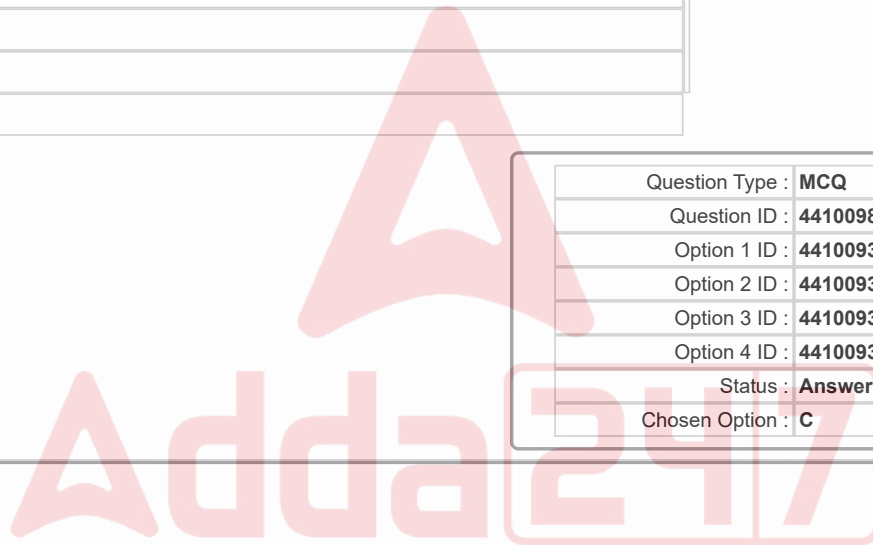 Question Type : MCQ
Question ID : 4410098
Option 1 ID : 4410093
Option 2 ID : 4410093
Option 3 ID : 4410093
Option 4 ID : 4410093
Status : Answer
Chosen Option : C
Adda247